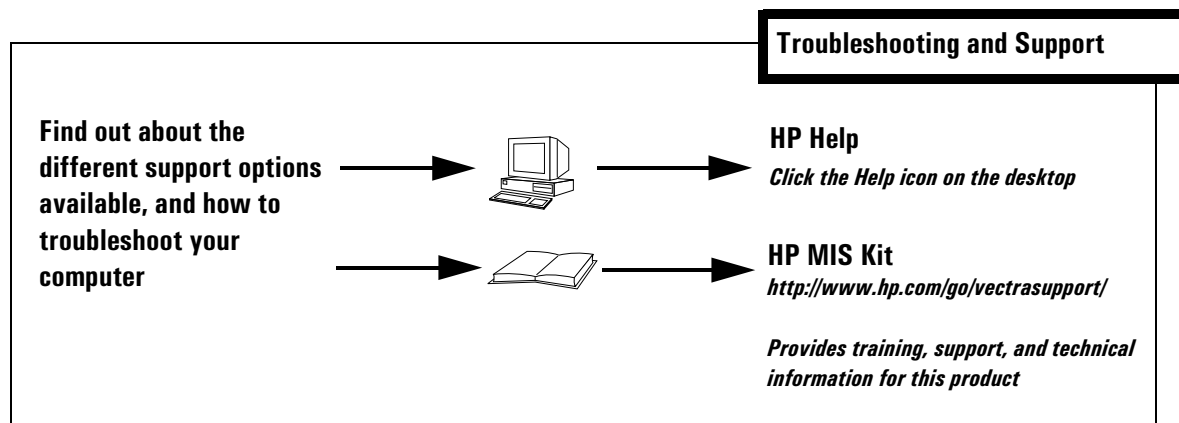 Troubleshooting and Support
Find out about the
different support options
available, and how to
troubleshoot your
computer
HP Help
Click the Help icon on the desktop
HP MIS Kit
http://www.hp.com/go/vectrasupport/
Provides training, support, and technical
information for this product